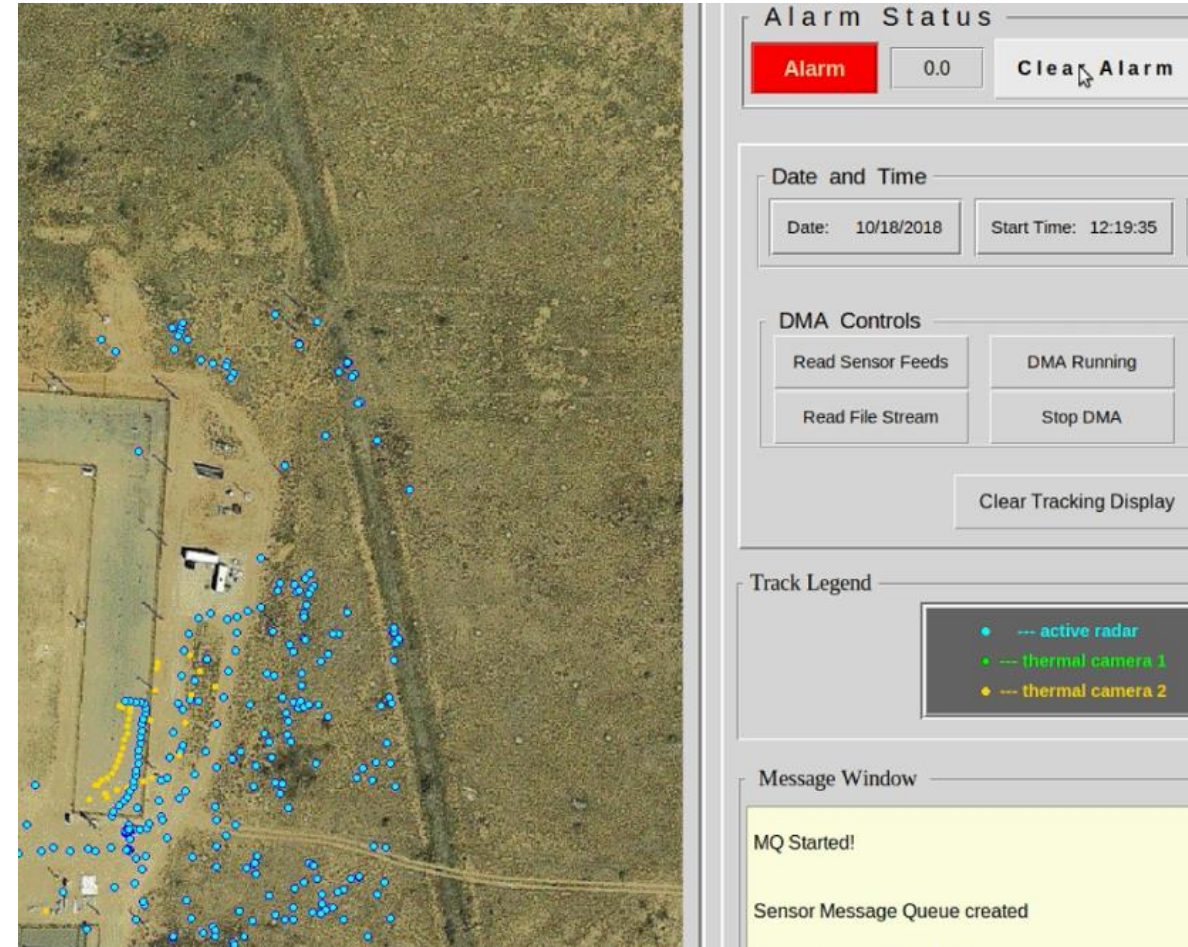 Alarm Status
Alarm 0.0 Clear Alarm
Date and Time
Date: 10/18/2018 Start Time: 12:19:35
DMA Controls
Read Sensor Feeds DMA Running
Read File Stream Stop DMA
Clear Tracking Display
Track Legend
--- active radar
--- thermal camera 1
--- thermal camera 2
Message Window
MQ Started!
Sensor Message Queue created